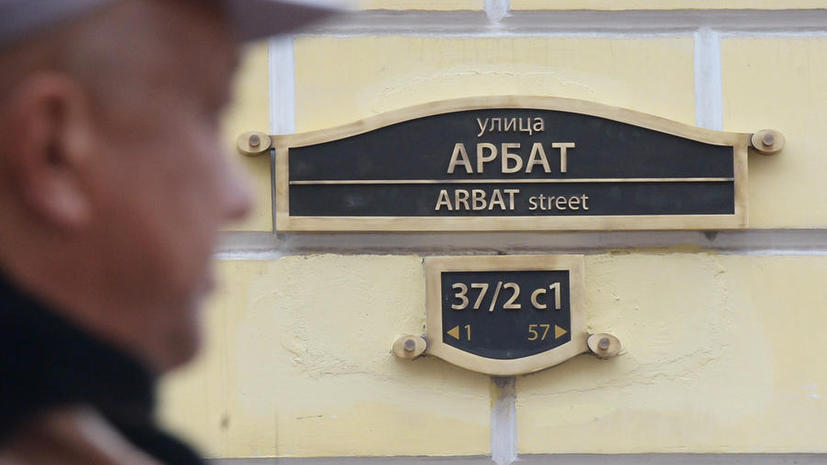 улица
АРБАТ
ARBAT street
37/2 с1
◄1 57►